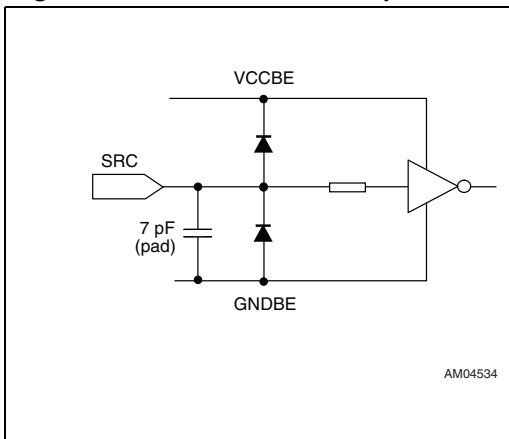 VCCBE
SRC
7 pF
(pad)
GNDBE
AM04534